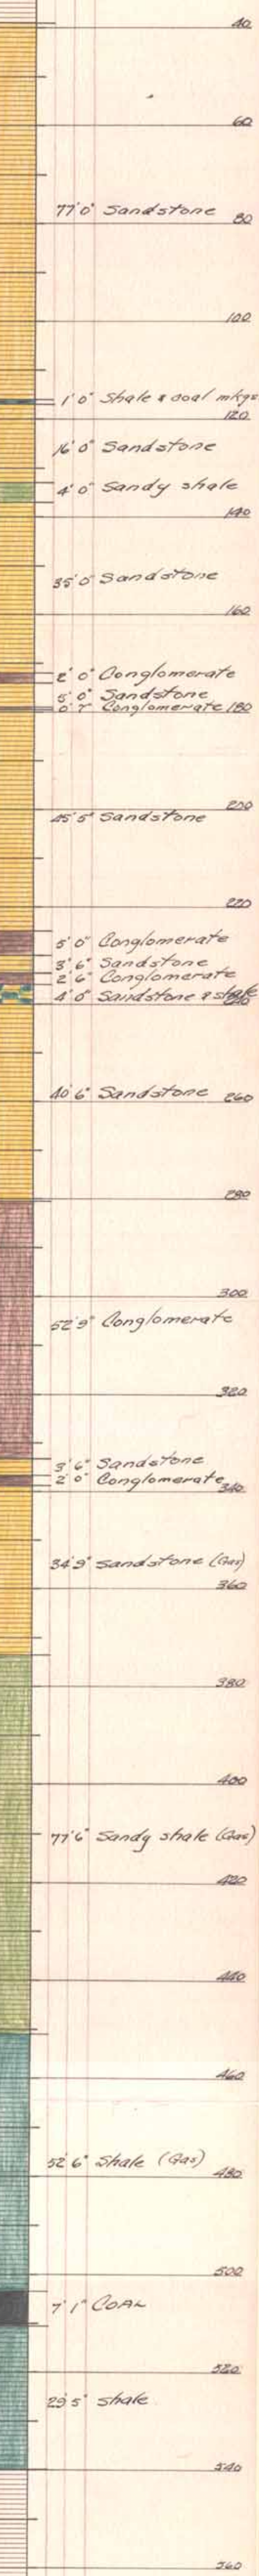 40
60
77' 0" Sandstone
80
100
1' 0" Shale & coal mkgs
120
16' 0" Sandstone
4' 0" Sandy shale
140
35' 0" Sandstone
160
2' 0" Conglomerate
5' 0" Sandstone
0' 7" Conglomerate 180
200
45' 5" Sandstone
220
5' 0" Conglomerate
3' 6" Sandstone
2' 6" Conglomerate
4' 0" Sandstone & shale
240
40' 6" Sandstone 260
280
300
52' 9" Conglomerate
320
3' 6" Sandstone
2' 0" Conglomerate
340
34' 9" Sandstone (Gas)
360
380
400
77' 6" Sandy shale (Gas)
420
440
460
52' 6" Shale (Gas)
480
500
7' 1" COAL
520
29' 5" shale
540
560